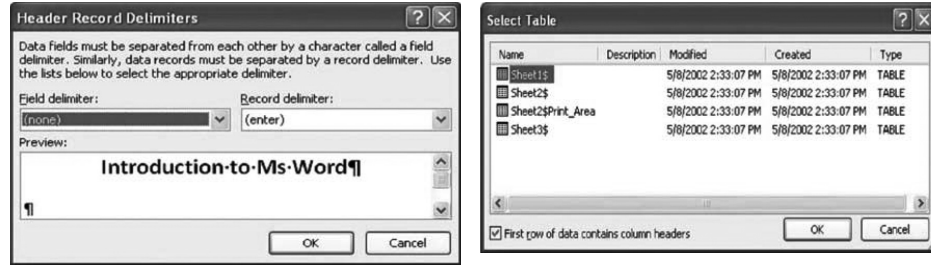 Header Record Delimiters
Data fields must be separated from each other by a character called a field
delimiter. Similarly, data records must be separated by a record delimiter. Use
the lists below to select the appropriate delimiter.
Field delimiter:
Record delimiter:
(none)
(enter)
Preview:
Introduction·to·Ms·Word¶
¶
OK
Cancel
Select Table
Name Description Modified Created Type
Sheet1$ 5/8/2002 2:33:07 PM 5/8/2002 2:33:07 PM TABLE
Sheet2$ 5/8/2002 2:33:07 PM 5/8/2002 2:33:07 PM TABLE
Sheet2$Print_Area 5/8/2002 2:33:07 PM 5/8/2002 2:33:07 PM TABLE
Sheet3$ 5/8/2002 2:33:07 PM 5/8/2002 2:33:07 PM TABLE
First row of data contains column headers
OK
Cancel